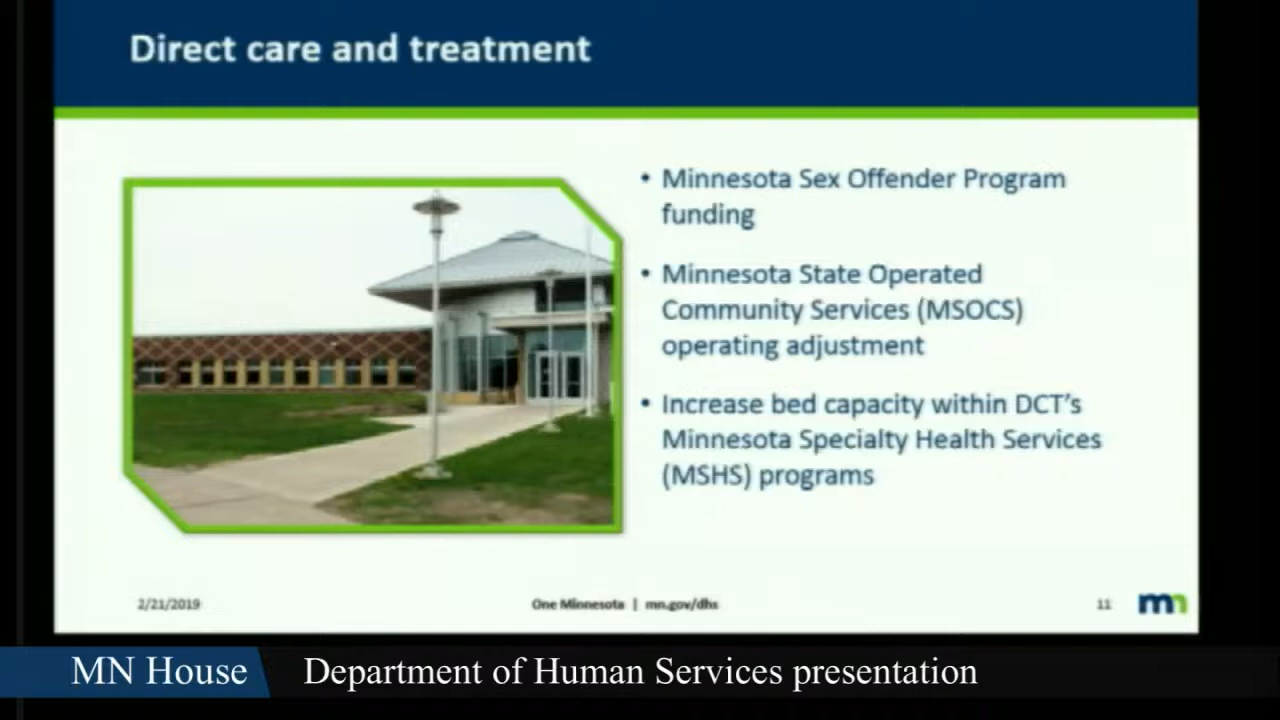 Direct care and treatment
• Minnesota Sex Offender Program
funding
• Minnesota State Operated
Community Services (MSOCS)
operating adjustment
• Increase bed capacity within DCT's
Minnesota Specialty Health Services
(MSHS) programs
2/21/2019
One Minnesota | mn.gov/dhs
11
mn
MN House
Department of Human Services presentation